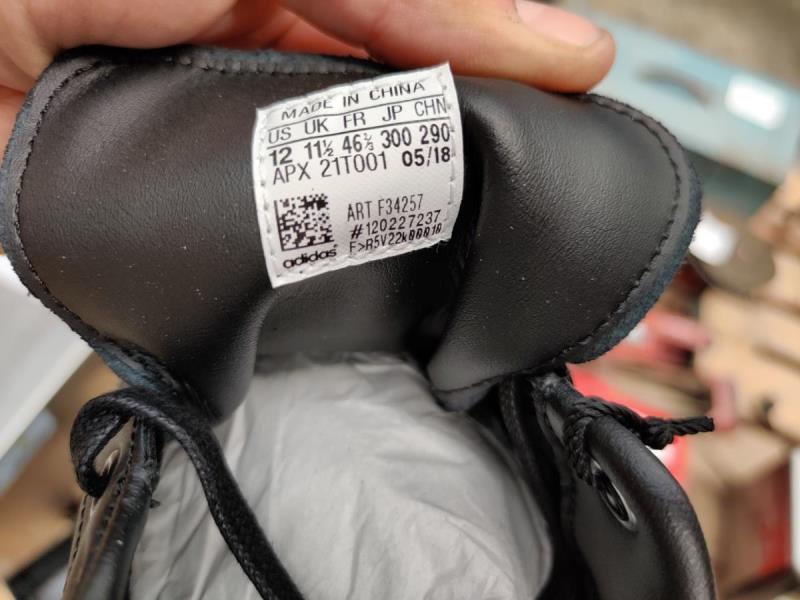 MADE IN CHINA
US UK FR JP CHN
12 11½ 46⅔ 300 290
APX 21T001 05/18
ART F34257
#120227237
adidas